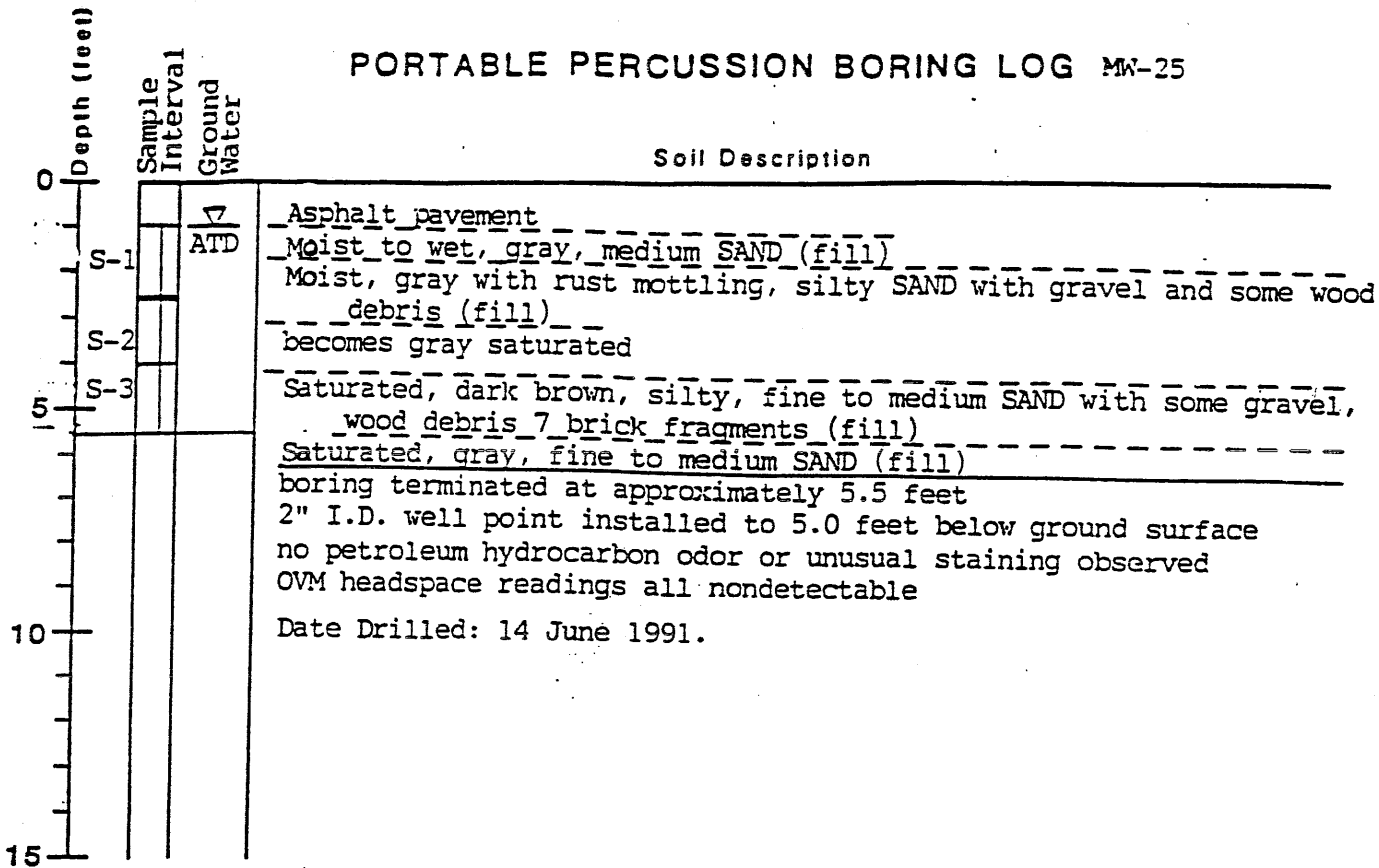 PORTABLE PERCUSSION BORING LOG MW-25
Depth (feet)
Sample Interval
Ground Water
Soil Description
0
Asphalt pavement
ATD
S-1
Moist to wet, gray, medium SAND (fill)
Moist, gray with rust mottling, silty SAND with gravel and some wood
debris (fill)
S-2
becomes gray saturated
S-3
Saturated, dark brown, silty, fine to medium SAND with some gravel,
5
wood debris 7 brick fragments (fill)
Saturated, gray, fine to medium SAND (fill)
boring terminated at approximately 5.5 feet
2" I.D. well point installed to 5.0 feet below ground surface
no petroleum hydrocarbon odor or unusual staining observed
OVM headspace readings all nondetectable
10
Date Drilled: 14 June 1991.
15